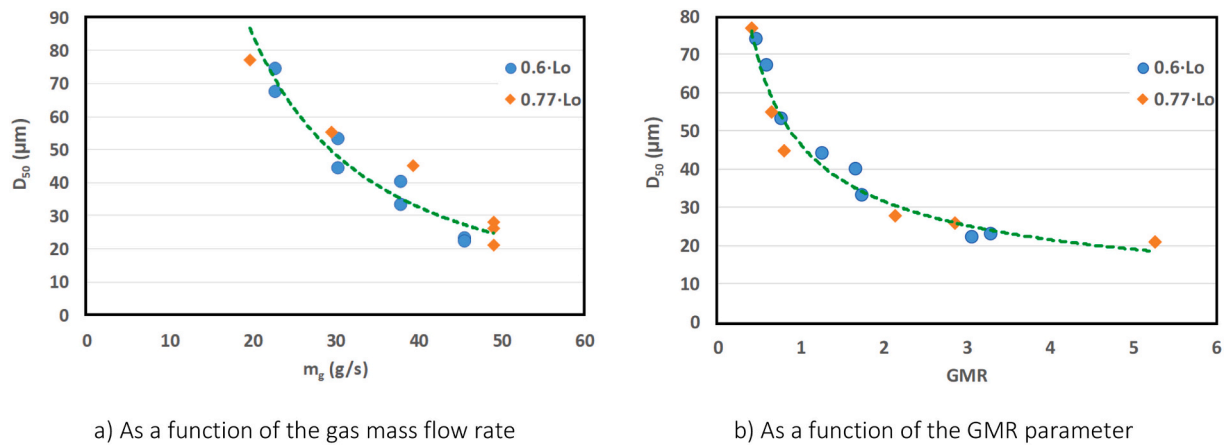 90
80
70
60
50
40
30
20
10
0
D50 (µm)
0.6·Lo
0.77·Lo
0 10 20 30 40 50 60
mg (g/s)
a) As a function of the gas mass flow rate
80
70
60
50
40
30
20
10
0
D50 (µm)
0.6·Lo
0.77·Lo
0 1 2 3 4 5 6
GMR
b) As a function of the GMR parameter